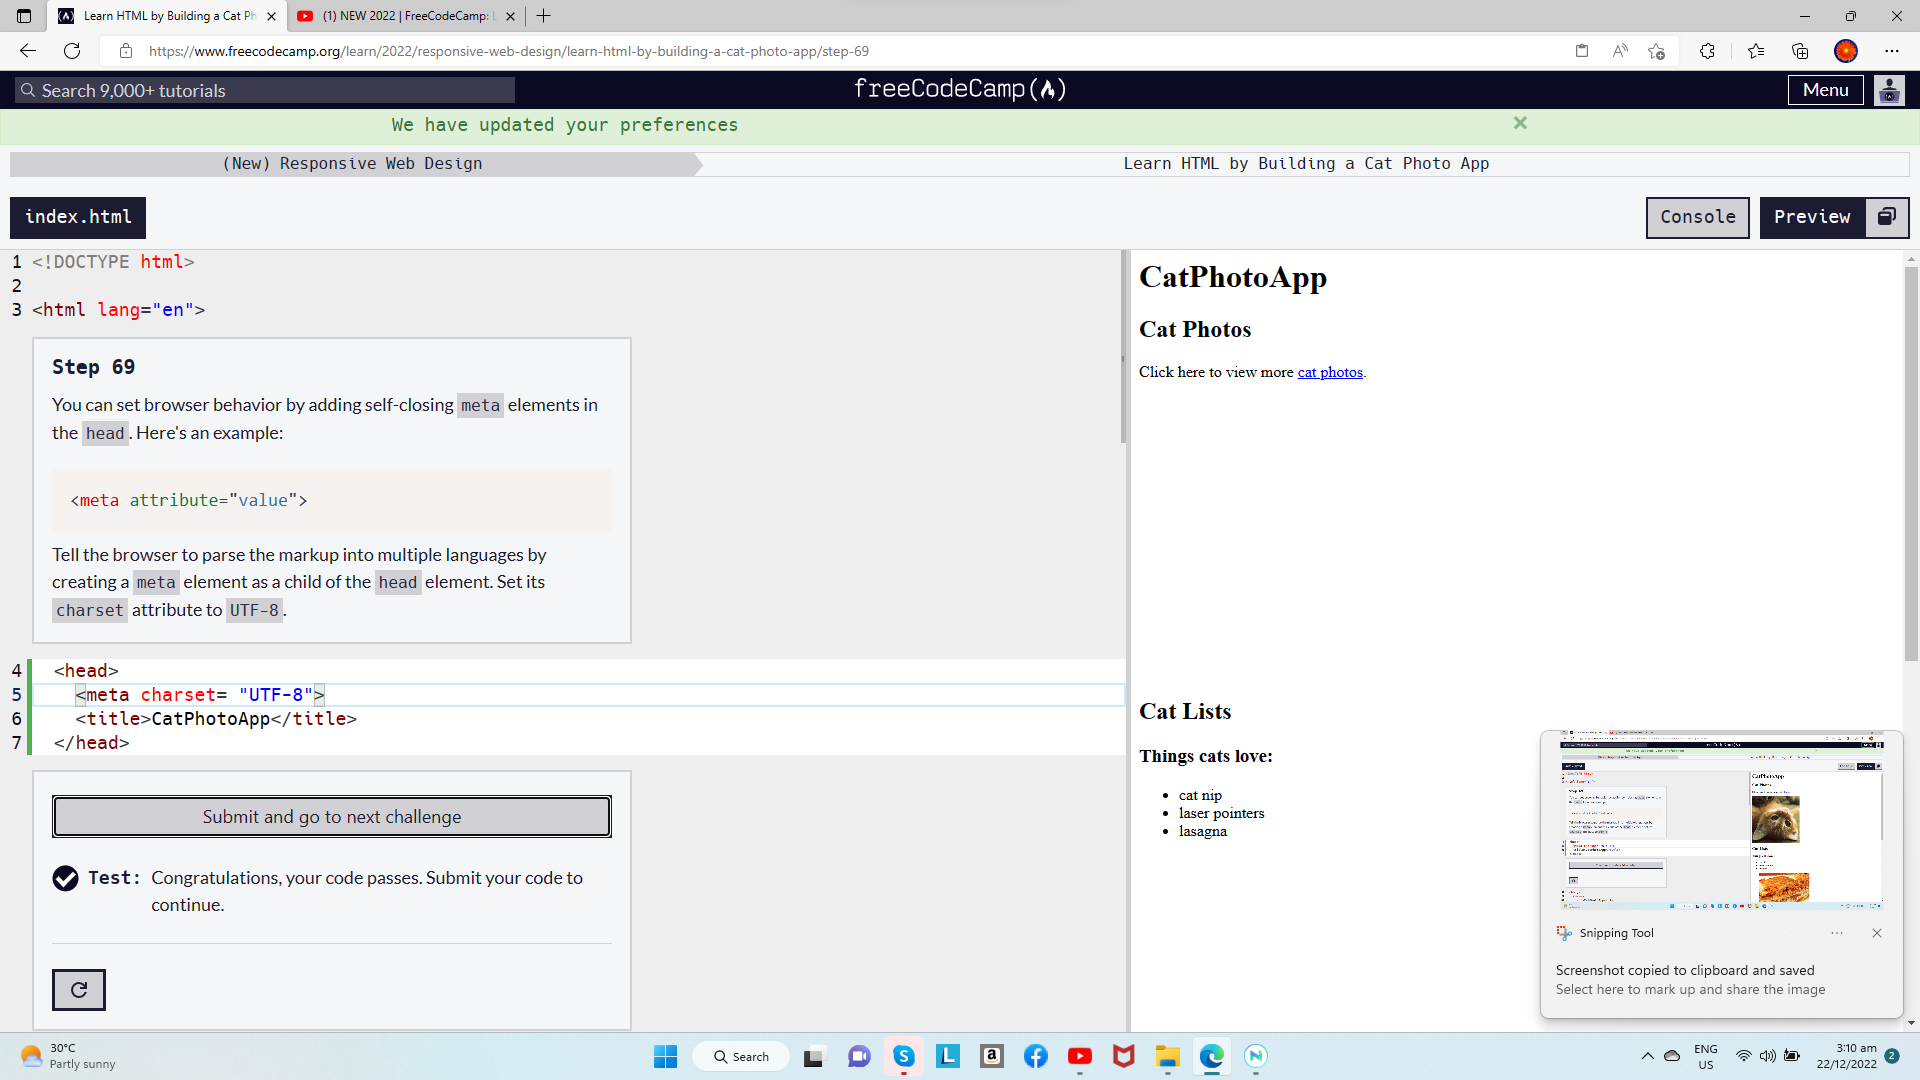 Learn HTML by Building a Cat Ph
(1) NEW 2022 | FreeCodeCamp: L
https://www.freecodecamp.org/learn/2022/responsive-web-design/learn-html-by-building-a-cat-photo-app/step-69
Search 9,000+ tutorials
freeCodeCamp
Menu
We have updated your preferences
(New) Responsive Web Design
Learn HTML by Building a Cat Photo App
index.html
Console
Preview
1 <!DOCTYPE html>
2
3 <html lang="en">
Step 69
You can set browser behavior by adding self-closing meta elements in
the head. Here's an example:
<meta attribute="value">
Tell the browser to parse the markup into multiple languages by
creating a meta element as a child of the head element. Set its
charset attribute to UTF-8.
4 <head>
5 <meta charset= "UTF-8">
6 <title>CatPhotoApp</title>
7 </head>
Submit and go to next challenge
Test: Congratulations, your code passes. Submit your code to
continue.
CatPhotoApp
Cat Photos
Click here to view more cat photos.
Cat Lists
Things cats love:
cat nip
laser pointers
lasagna
Snipping Tool
Screenshot copied to clipboard and saved
Select here to mark up and share the image
30°C
Partly sunny
Search
ENG
US
3:10 am
22/12/2022
2